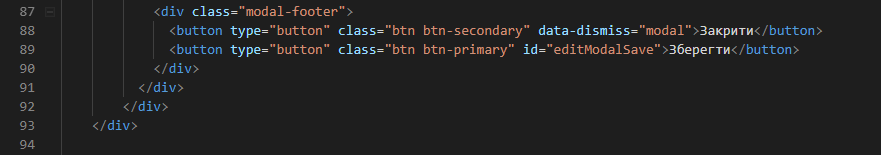 87 <div class="modal-footer">
88 <button type="button" class="btn btn-secondary" data-dismiss="modal">Закрити</button>
89 <button type="button" class="btn btn-primary" id="editModalSave">Зберегти</button>
90 </div>
91 </div>
92 </div>
93 </div>
94